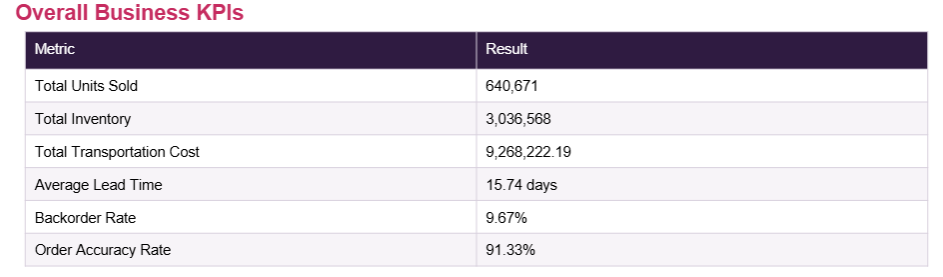 Overall Business KPIs
Metric Result
Total Units Sold 640,671
Total Inventory 3,036,568
Total Transportation Cost 9,268,222.19
Average Lead Time 15.74 days
Backorder Rate 9.67%
Order Accuracy Rate 91.33%